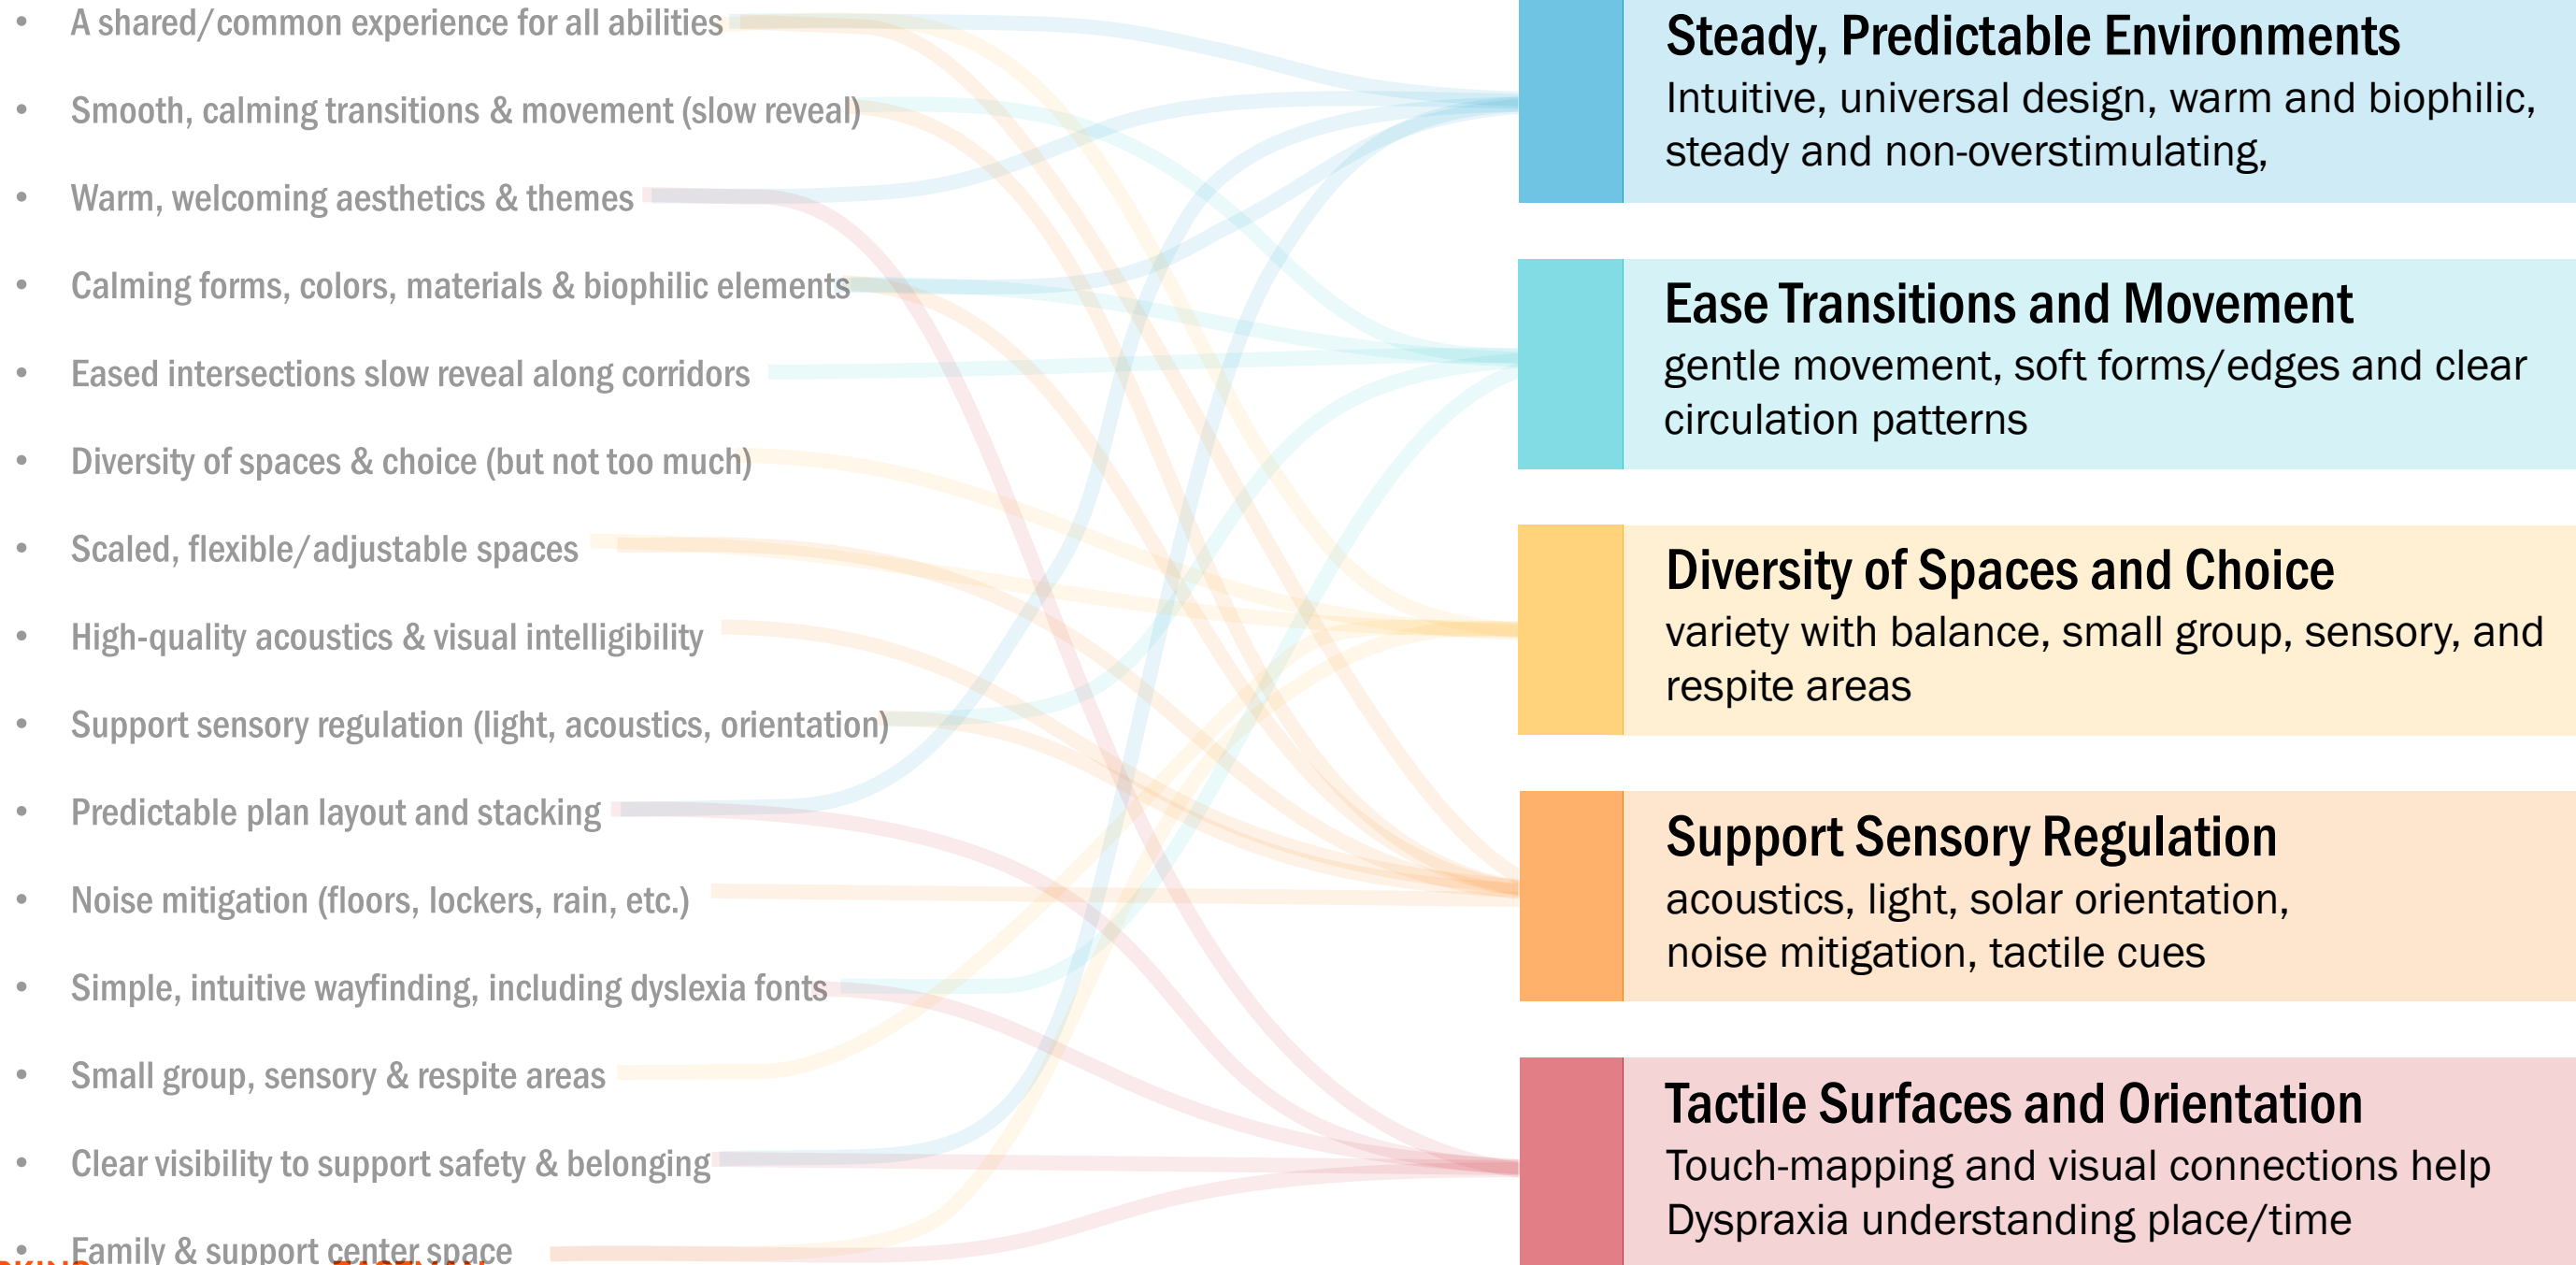 • A shared/common experience for all abilities
• Smooth, calming transitions & movement (slow reveal)
• Warm, welcoming aesthetics & themes
• Calming forms, colors, materials & biophilic elements
• Eased intersections slow reveal along corridors
• Diversity of spaces & choice (but not too much)
• Scaled, flexible/adjustable spaces
• High-quality acoustics & visual intelligibility
• Support sensory regulation (light, acoustics, orientation)
• Predictable plan layout and stacking
• Noise mitigation (floors, lockers, rain, etc.)
• Simple, intuitive wayfinding, including dyslexia fonts
• Small group, sensory & respite areas
• Clear visibility to support safety & belonging
• Family & support center space
Steady, Predictable Environments
Intuitive, universal design, warm and biophilic,
steady and non-overstimulating,
Ease Transitions and Movement
gentle movement, soft forms/edges and clear
circulation patterns
Diversity of Spaces and Choice
variety with balance, small group, sensory, and
respite areas
Support Sensory Regulation
acoustics, light, solar orientation,
noise mitigation, tactile cues
Tactile Surfaces and Orientation
Touch-mapping and visual connections help
Dyspraxia understanding place/time